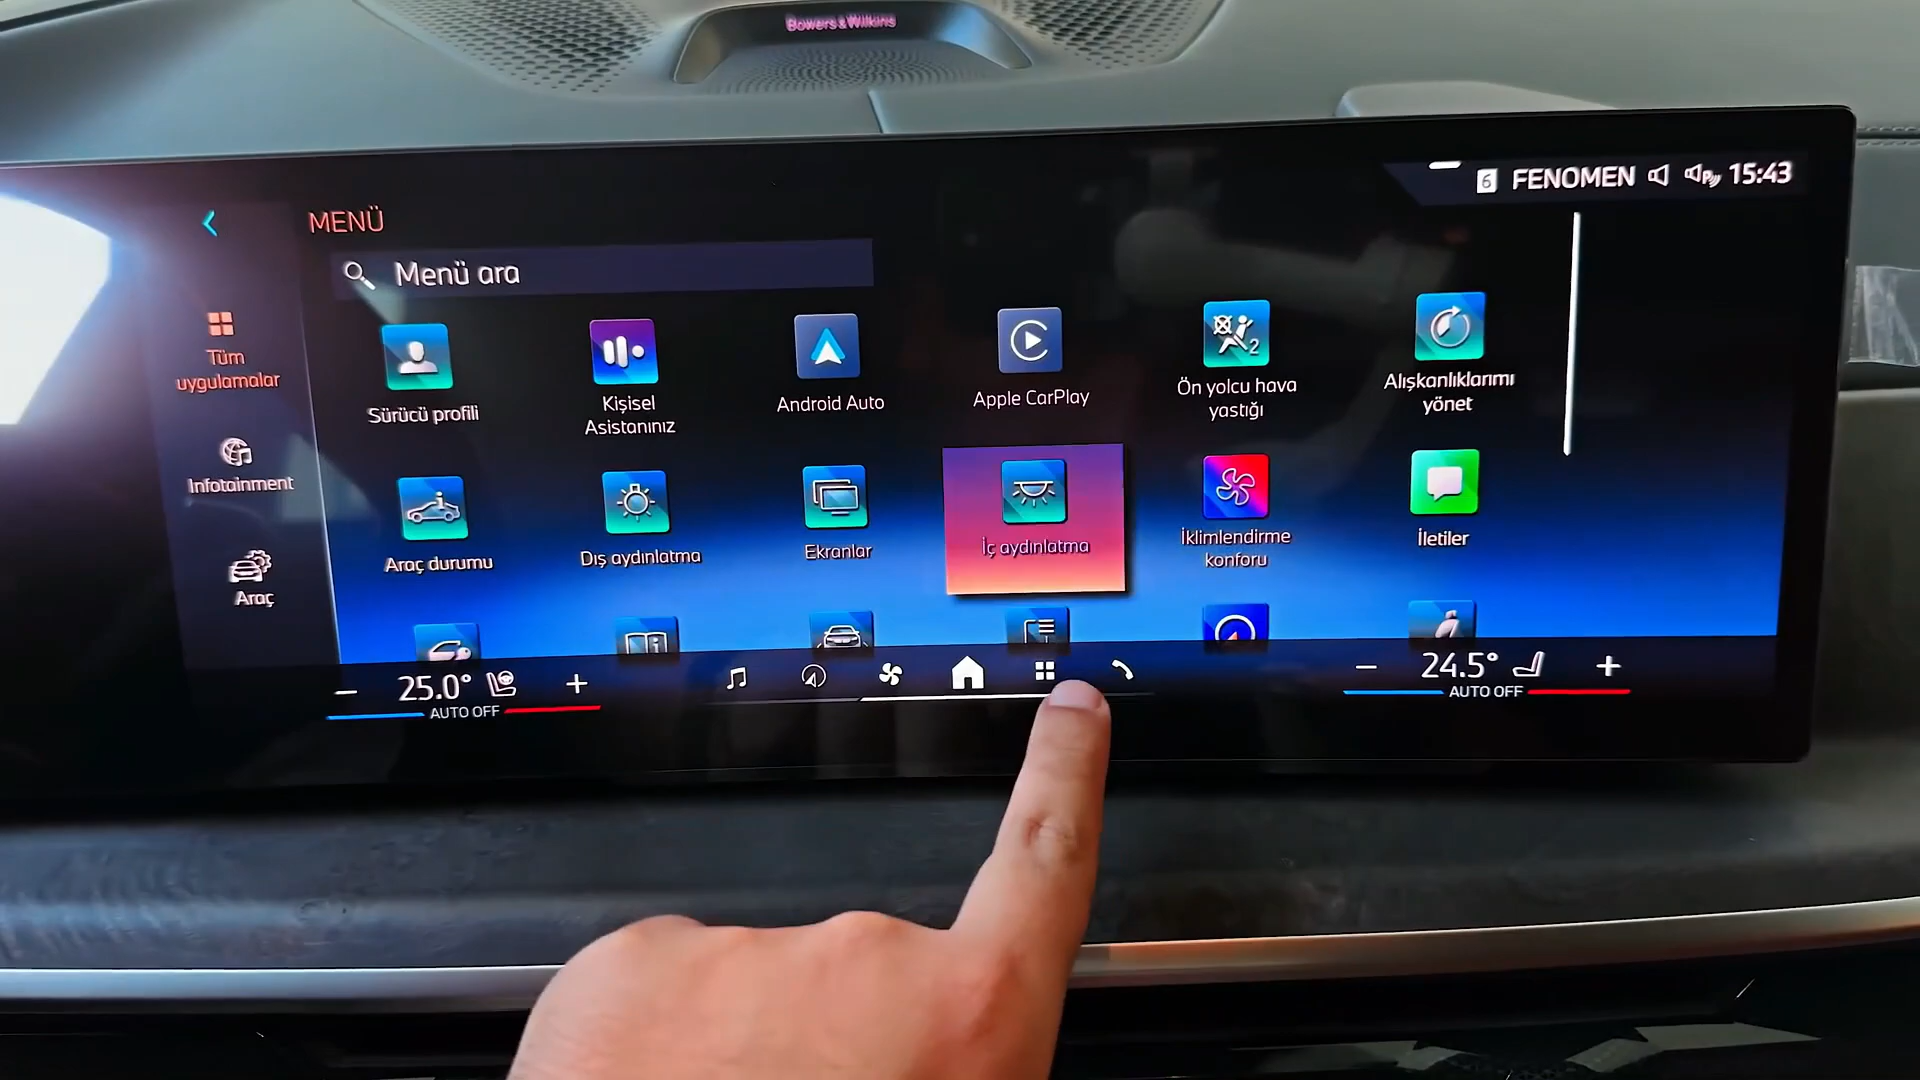 Bowers & Wilkins
6 FENOMEN 15:43
MENÜ
Menü ara
Tüm
uygulamalar
Infotainment
Araç
Sürücü profili
Kişisel
Asistanınız
Android Auto
Apple CarPlay
Ön yolcu hava
yastığı
2
Alışkanlıklarımı
yönet
Araç durumu
Dış aydınlatma
Ekranlar
İç aydınlatma
İklimlendirme
konforu
İletiler
− 25.0° +
AUTO OFF
− 24.5° +
AUTO OFF